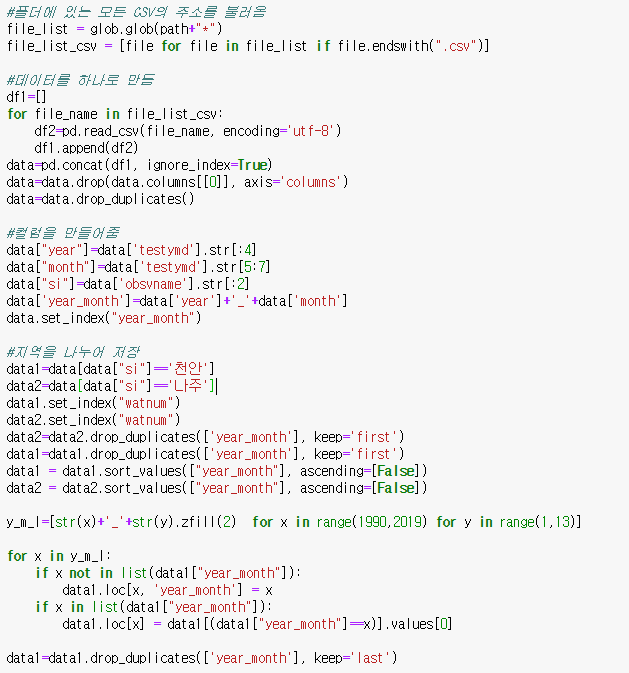 #폴더에 있는 모든 CSV의 주소를 불러옴
file_list = glob.glob(path+"*")
file_list_csv = [file for file in file_list if file.endswith(".csv")]
#데이터를 하나로 만듬
df1=[]
for file_name in file_list_csv:
    df2=pd.read_csv(file_name, encoding='utf-8')
    df1.append(df2)
data=pd.concat(df1, ignore_index=True)
data=data.drop(data.columns[[0]], axis='columns')
data=data.drop_duplicates()
#컬럼을 만들어줌
data["year"]=data['testymd'].str[:4]
data["month"]=data['testymd'].str[5:7]
data["si"]=data['obsvname'].str[:2]
data['year_month']=data['year']+'_'+data['month']
data.set_index("year_month")
#지역을 나누어 저장
data1=data[data["si"]=='천안']
data2=data[data["si"]=='나주']
data1.set_index("watnum")
data2.set_index("watnum")
data2=data2.drop_duplicates(['year_month'], keep='first')
data1=data1.drop_duplicates(['year_month'], keep='first')
data1 = data1.sort_values(["year_month"], ascending=[False])
data2 = data2.sort_values(["year_month"], ascending=[False])
y_m_l=[str(x)+'_'+str(y).zfill(2)  for x in range(1990,2019) for y in range(1,13)]
for x in y_m_l:
    if x not in list(data1["year_month"]):
        data1.loc[x, 'year_month'] = x
    if x in list(data1["year_month"]):
        data1.loc[x] = data1[(data1["year_month"]==x)].values[0]
data1=data1.drop_duplicates(['year_month'], keep='last')